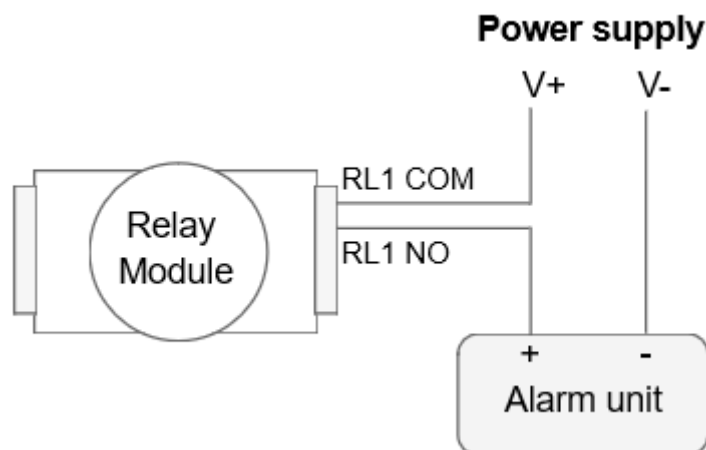 Power supply
V+
V-
RL1 COM
Relay
Module
RL1 NO
+
-
Alarm unit